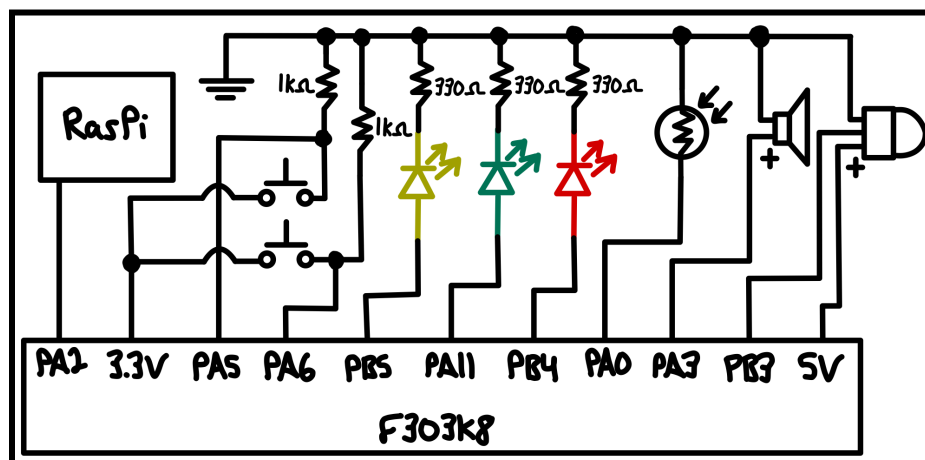 1kΩ
330Ω 330Ω 330Ω
RasPi
1kΩ
+ +
PA2 3.3V PA5 PA6 PB5 PA11 PB4 PA0 PA3 PB3 5V
F303K8